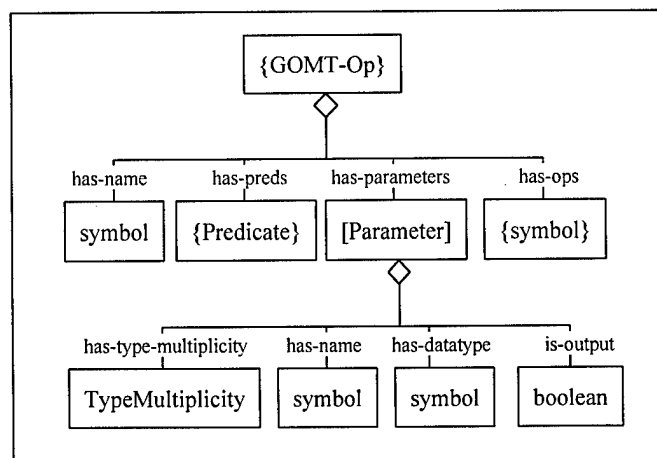 {GOMT-Op}
has-name has-preds has-parameters has-ops
symbol {Predicate} [Parameter] {symbol}
has-type-multiplicity has-name has-datatype is-output
TypeMultiplicity symbol symbol boolean